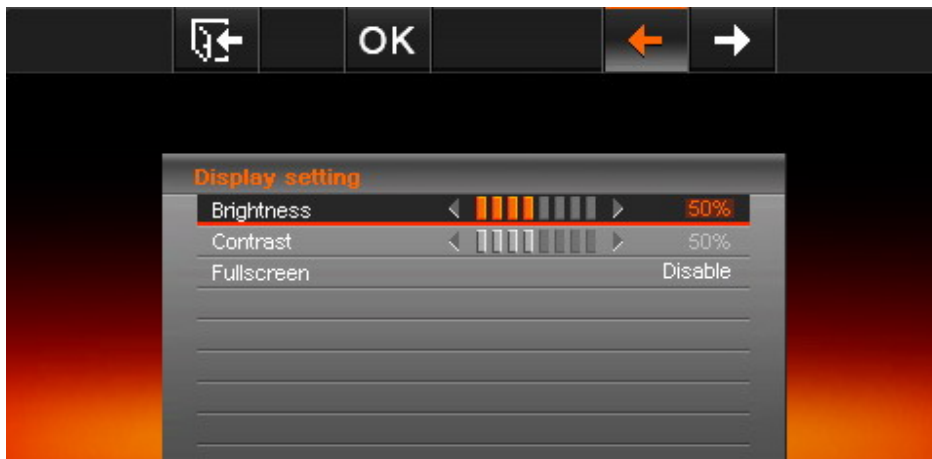 OK
Display setting
Brightness 50%
Contrast 50%
Fullscreen Disable